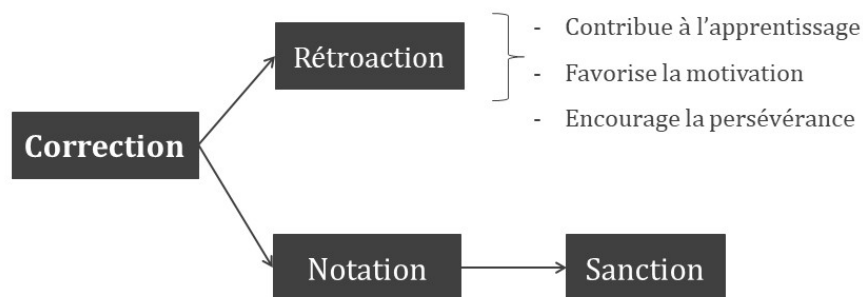 Rétroaction
- Contribue à l’apprentissage
- Favorise la motivation
- Encourage la persévérance
Correction
Notation
Sanction